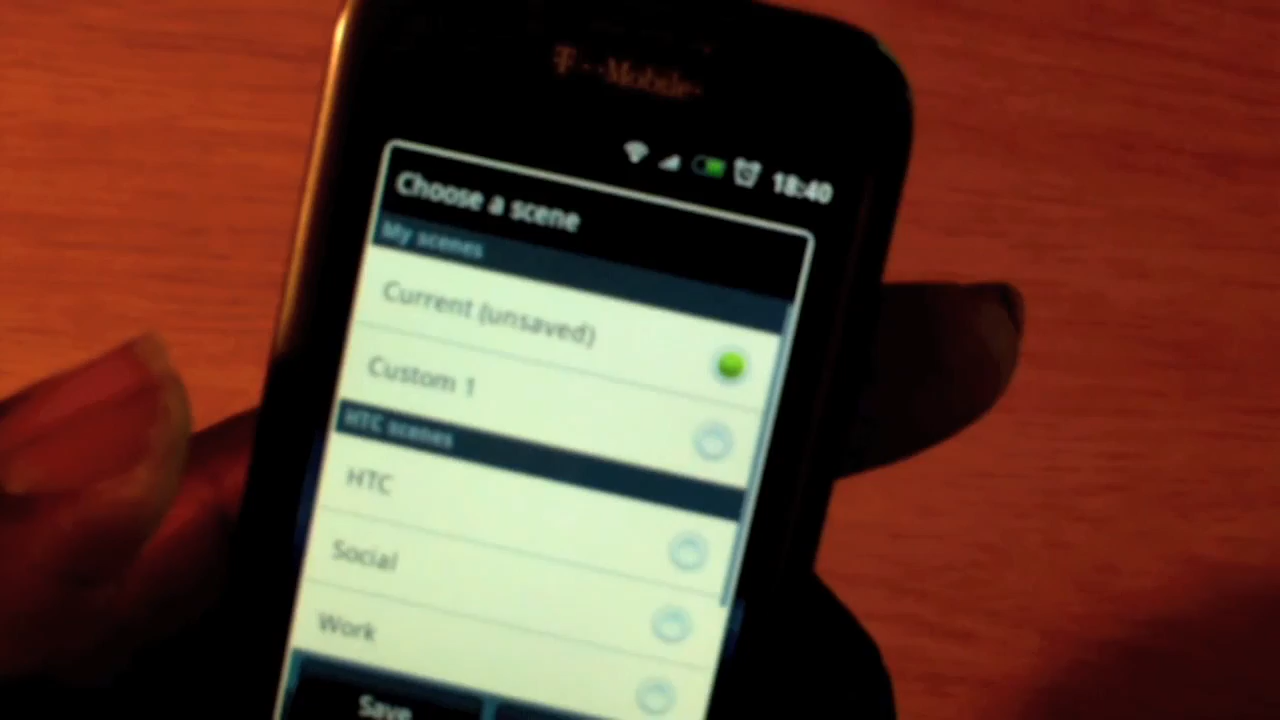 T··Mobile·
18:40
Choose a scene
My scenes
Current (unsaved)
Custom 1
HTC scenes
HTC
Social
Work
Save